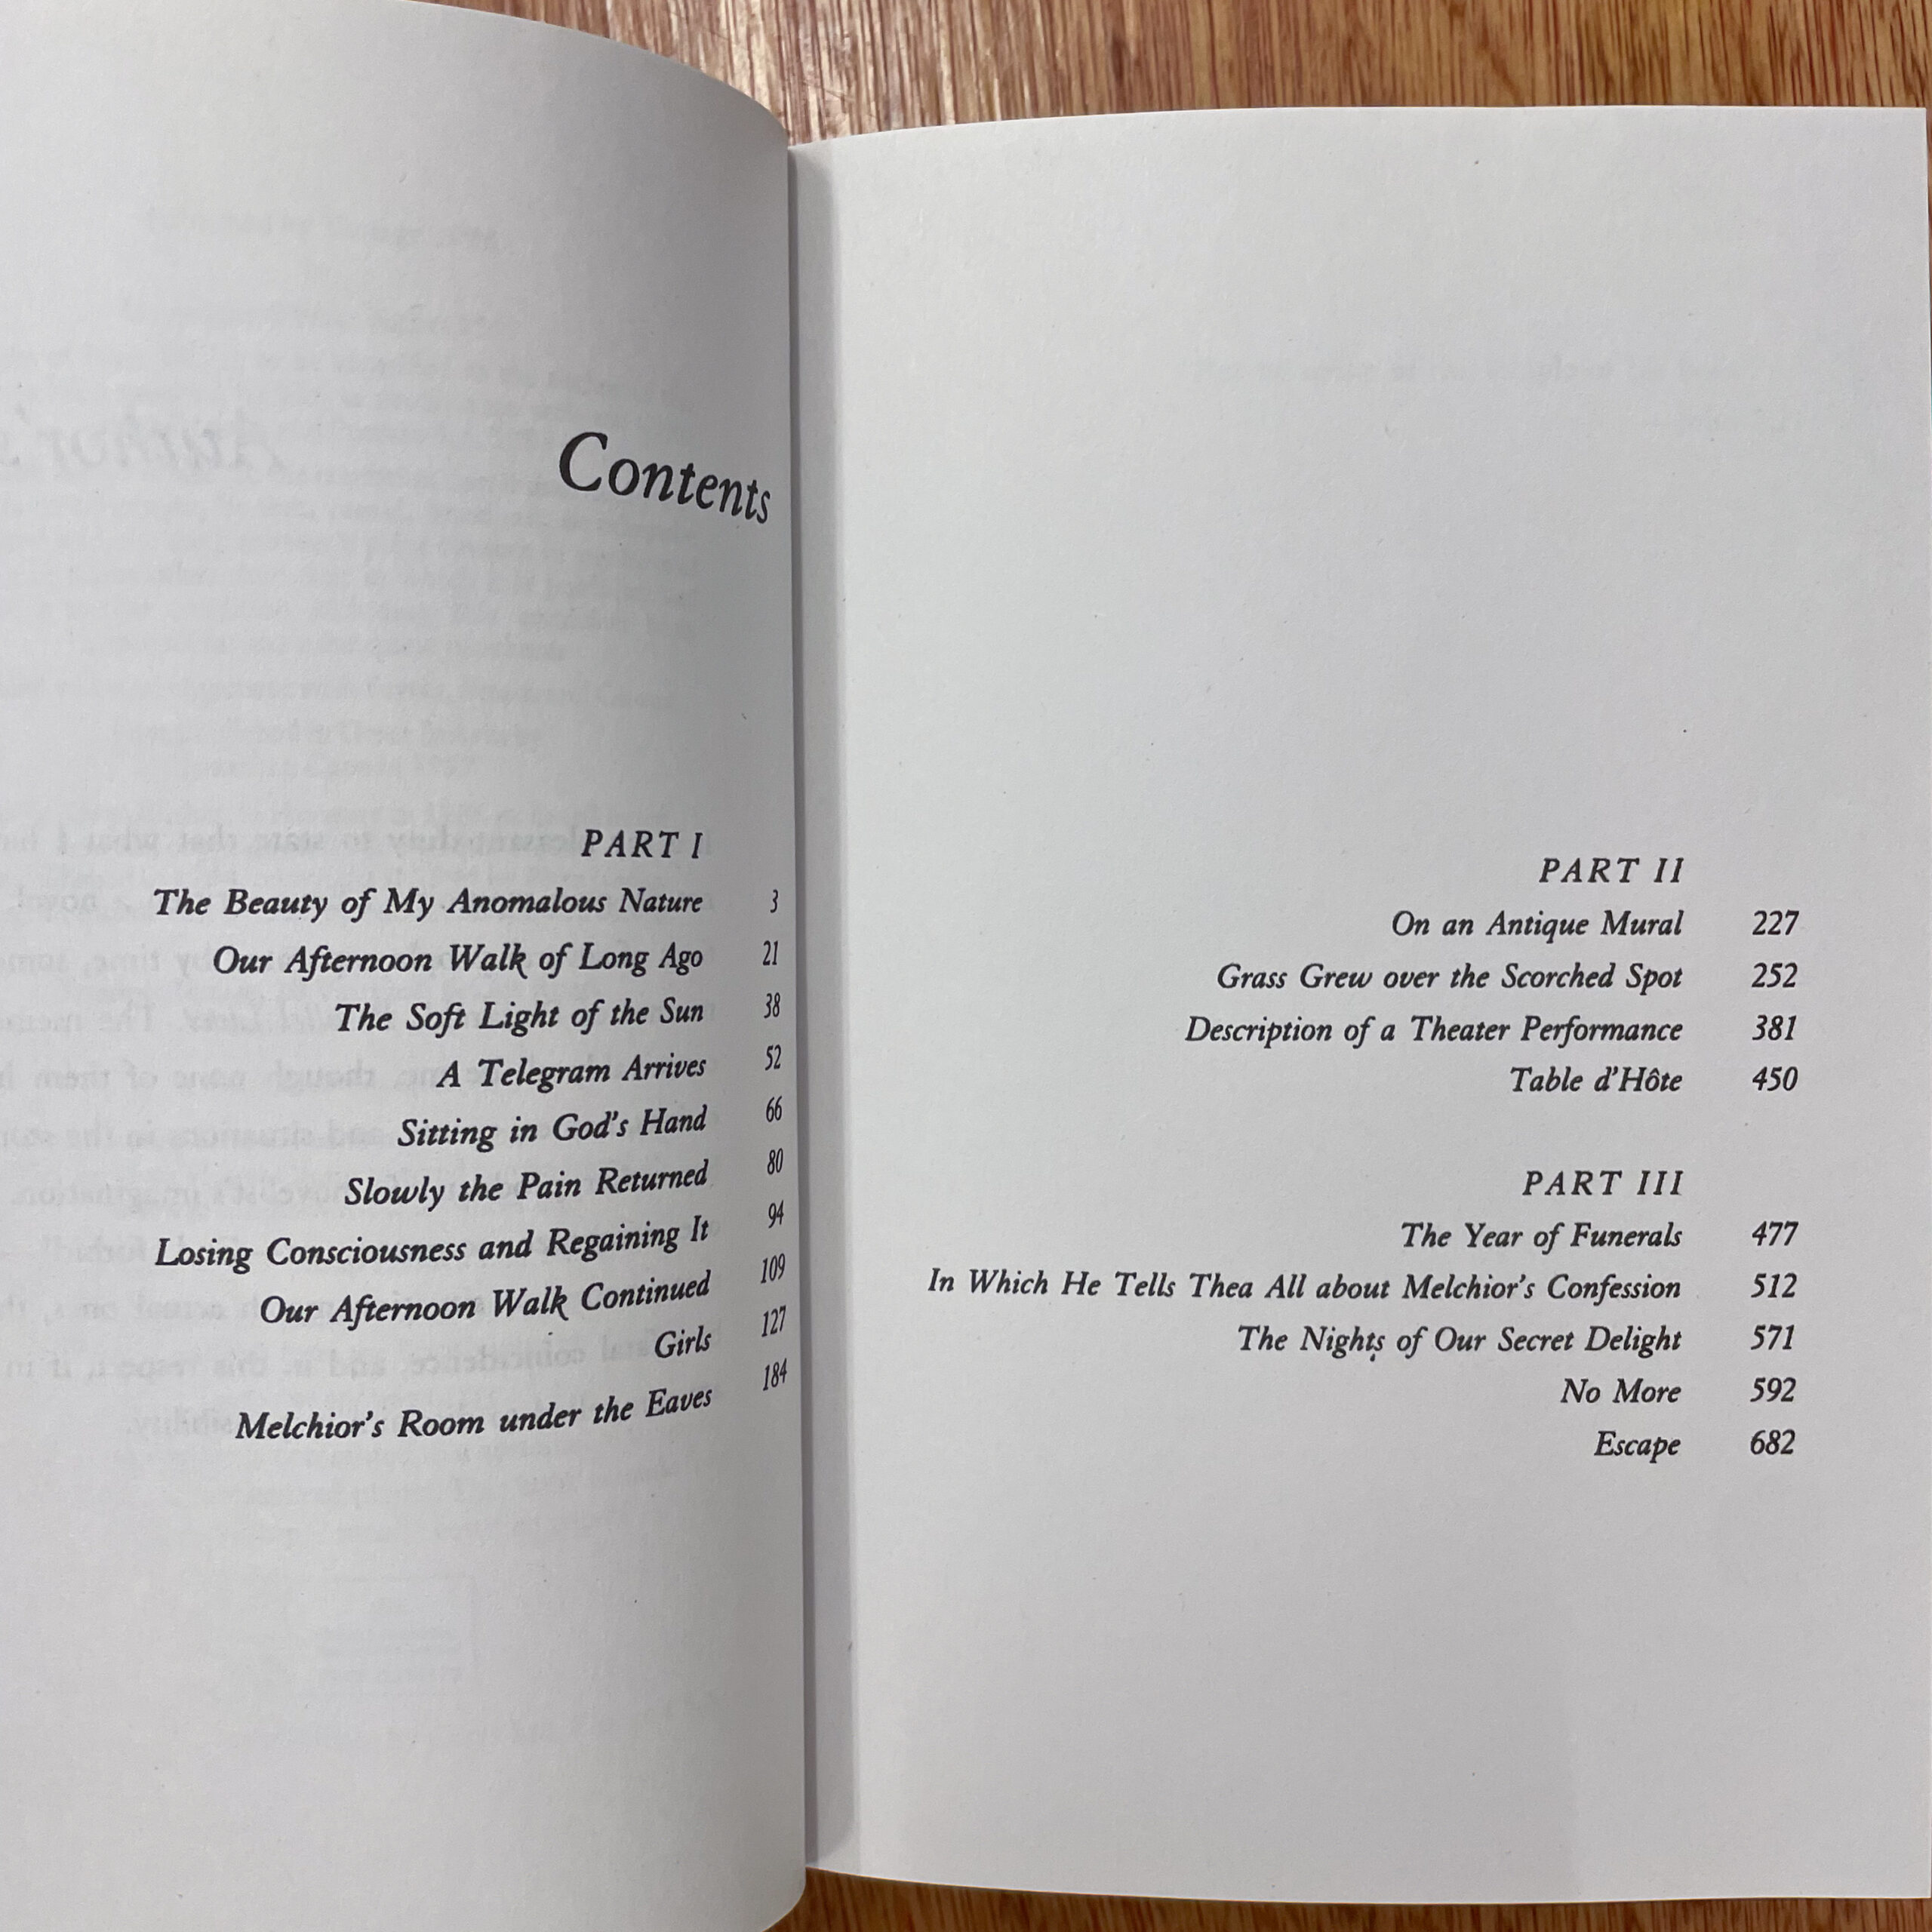 Contents
PART I
The Beauty of My Anomalous Nature 3
Our Afternoon Walk of Long Ago 21
The Soft Light of the Sun 38
A Telegram Arrives 52
Sitting in God's Hand 66
Slowly the Pain Returned 80
Losing Consciousness and Regaining It 94
Our Afternoon Walk Continued 109
Girls 127
Melchior's Room under the Eaves 184
PART II
On an Antique Mural 227
Grass Grew over the Scorched Spot 252
Description of a Theater Performance 381
Table d'Hôte 450
PART III
The Year of Funerals 477
In Which He Tells Thea All about Melchior's Confession 512
The Nights of Our Secret Delight 571
No More 592
Escape 682